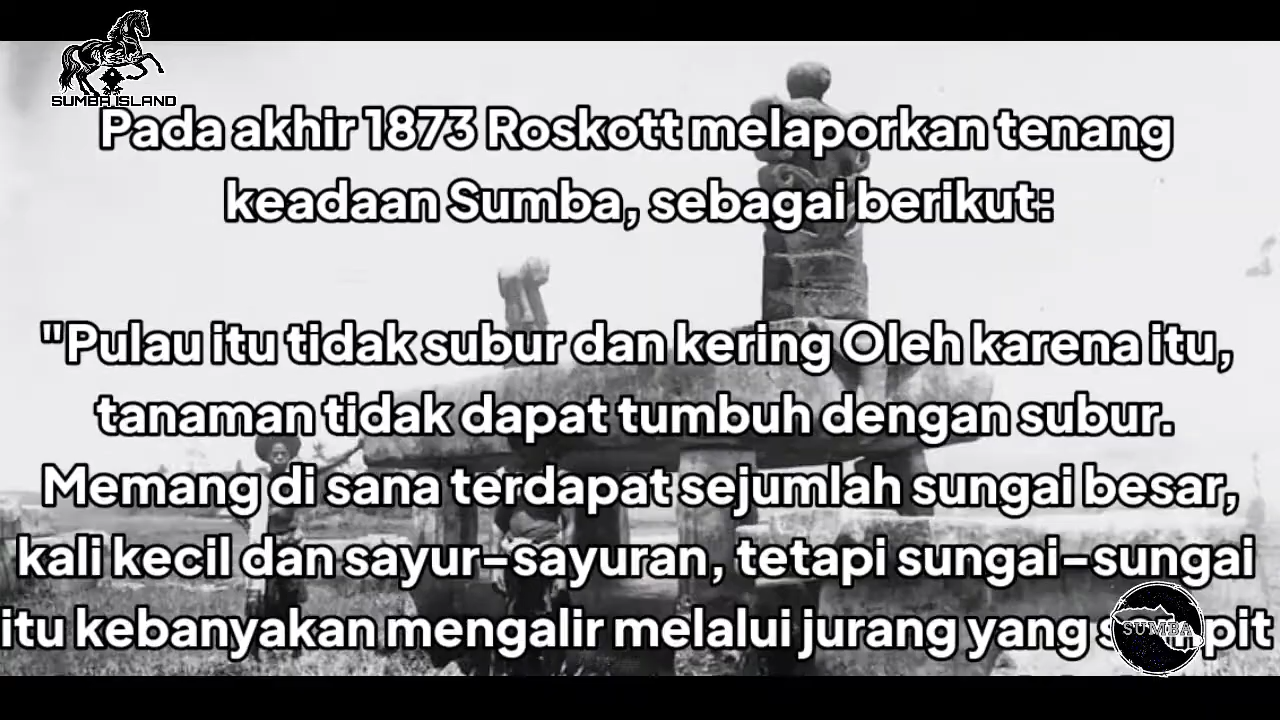 SUMBA ISLAND
Pada akhir 1873 Roskott melaporkan tenang
keadaan Sumba, sebagai berikut:
"Pulau itu tidak subur dan kering Oleh karena itu,
tanaman tidak dapat tumbuh dengan subur.
Memang di sana terdapat sejumlah sungai besar,
kali kecil dan sayur-sayuran, tetapi sungai-sungai
itu kebanyakan mengalir melalui jurang yang
SUMBA